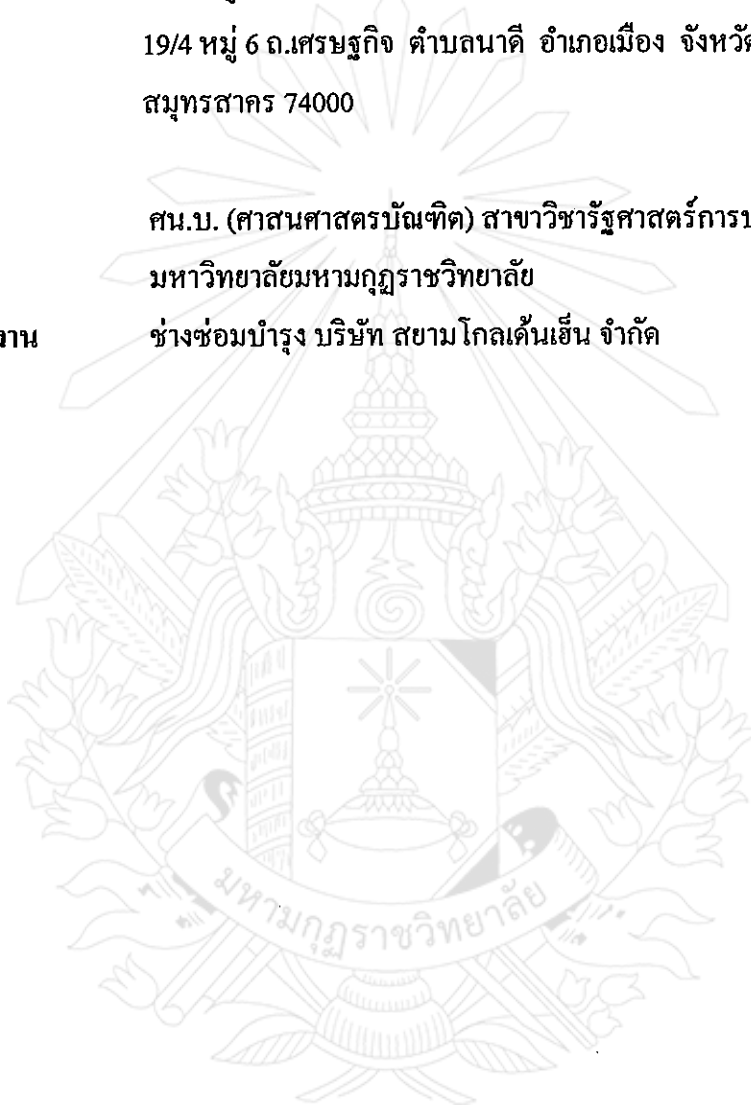 19/4 หมู่ 6 ถ.เศรษฐกิจ ตำบลนาดี อำเภอเมือง จังหวัด
สมุทรสาคร 74000
ศน.บ. (ศาสนศาสตรบัณฑิต) สาขาวิชารัฐศาสตร์การป
มหาวิทยาลัยมหามกุฏราชวิทยาลัย
งาน ช่างซ่อมบำรุง บริษัท สยามโกลเด้นเฮ็น จำกัด
มหามกุฏราชวิทยาลัย